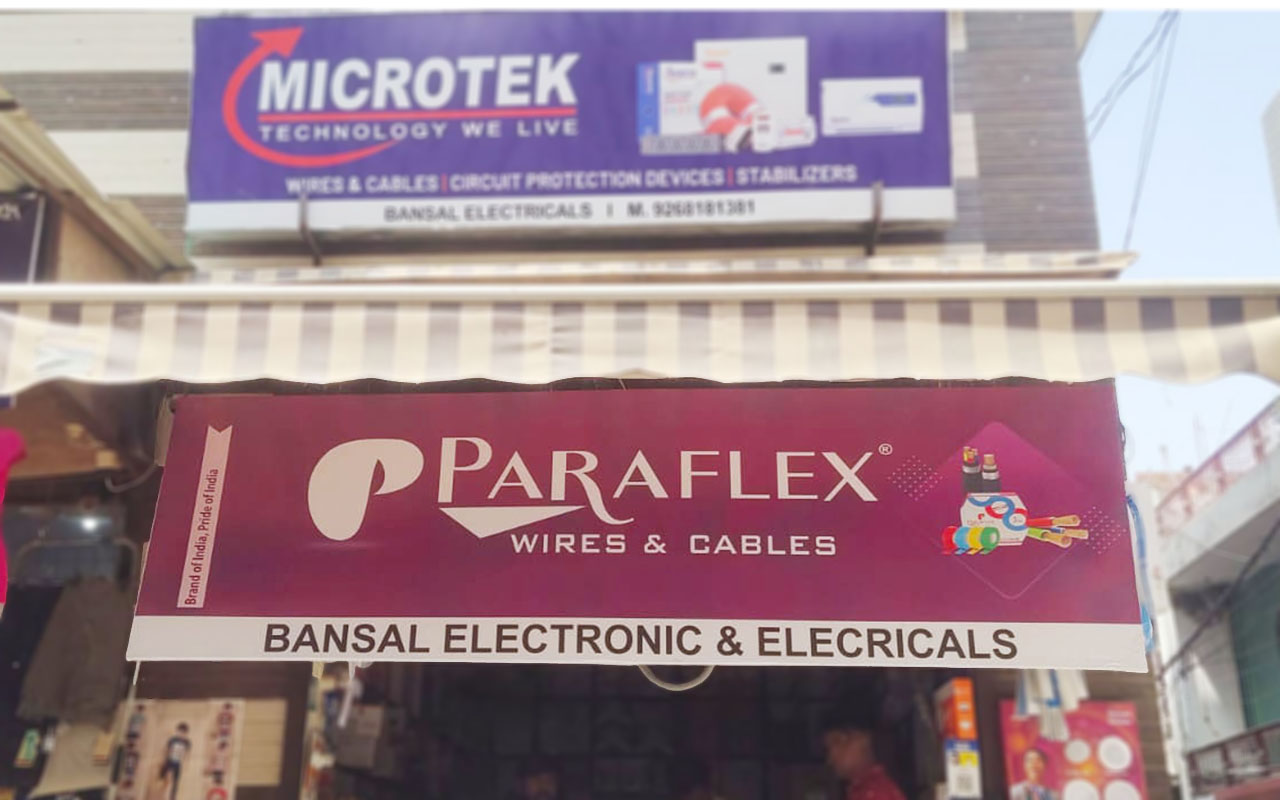 MICROTEK
TECHNOLOGY WE LIVE
WIRES & CABLES | CIRCUIT PROTECTION DEVICES | STABILIZERS
BANSAL ELECTRICALS | M. 9268181381
Brand of India, Pride of India
PARAFLEX®
WIRES & CABLES
BANSAL ELECTRONIC & ELECRICALS